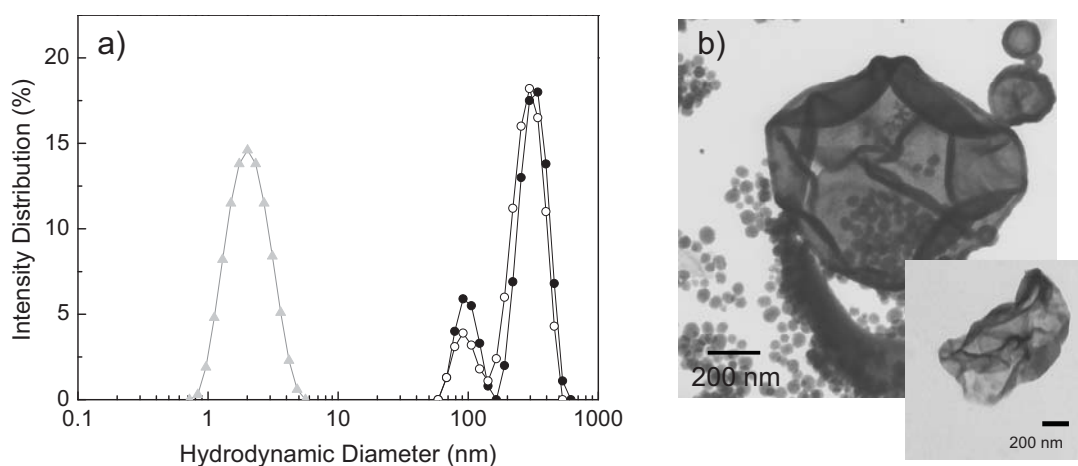 a)
Intensity Distribution (%)
20
15
10
5
0
0.1 1 10 100 1000
Hydrodynamic Diameter (nm)
b)
200 nm
200 nm